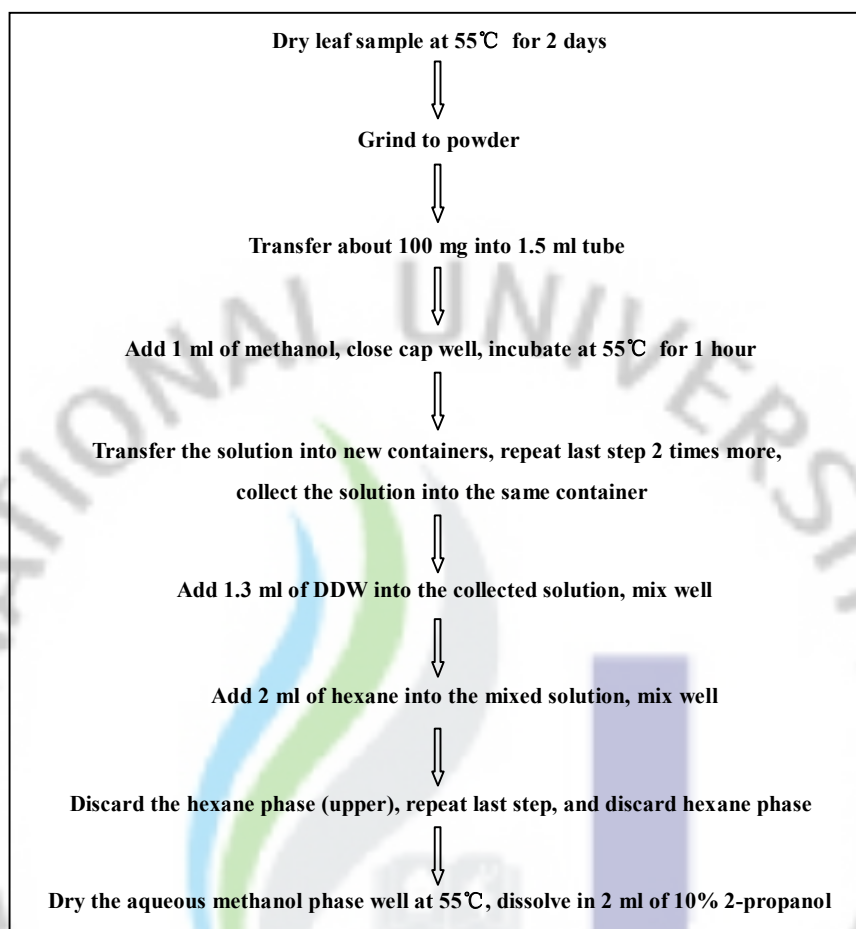 Dry leaf sample at 55℃ for 2 days
Grind to powder
Transfer about 100 mg into 1.5 ml tube
Add 1 ml of methanol, close cap well, incubate at 55℃ for 1 hour
Transfer the solution into new containers, repeat last step 2 times more,
collect the solution into the same container
Add 1.3 ml of DDW into the collected solution, mix well
Add 2 ml of hexane into the mixed solution, mix well
Discard the hexane phase (upper), repeat last step, and discard hexane phase
Dry the aqueous methanol phase well at 55℃, dissolve in 2 ml of 10% 2-propanol